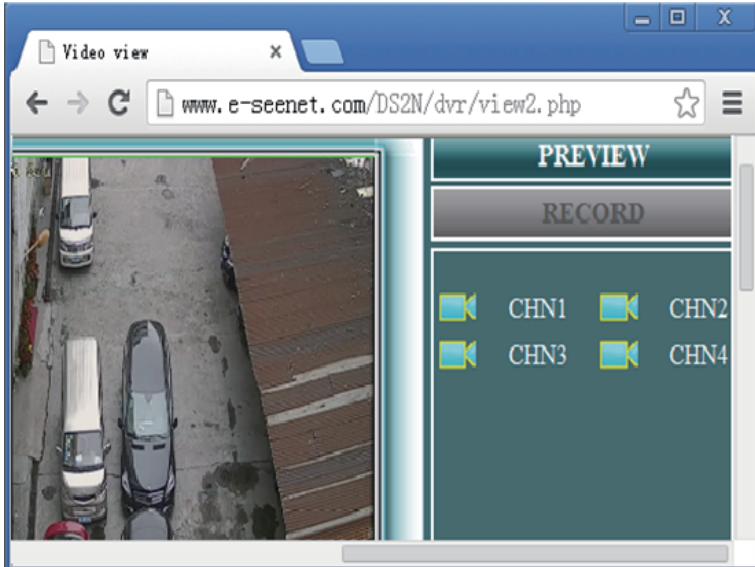 Video view
www.e-seenet.com/DS2N/dvr/view2.php
PREVIEW
RECORD
CHN1 CHN2
CHN3 CHN4